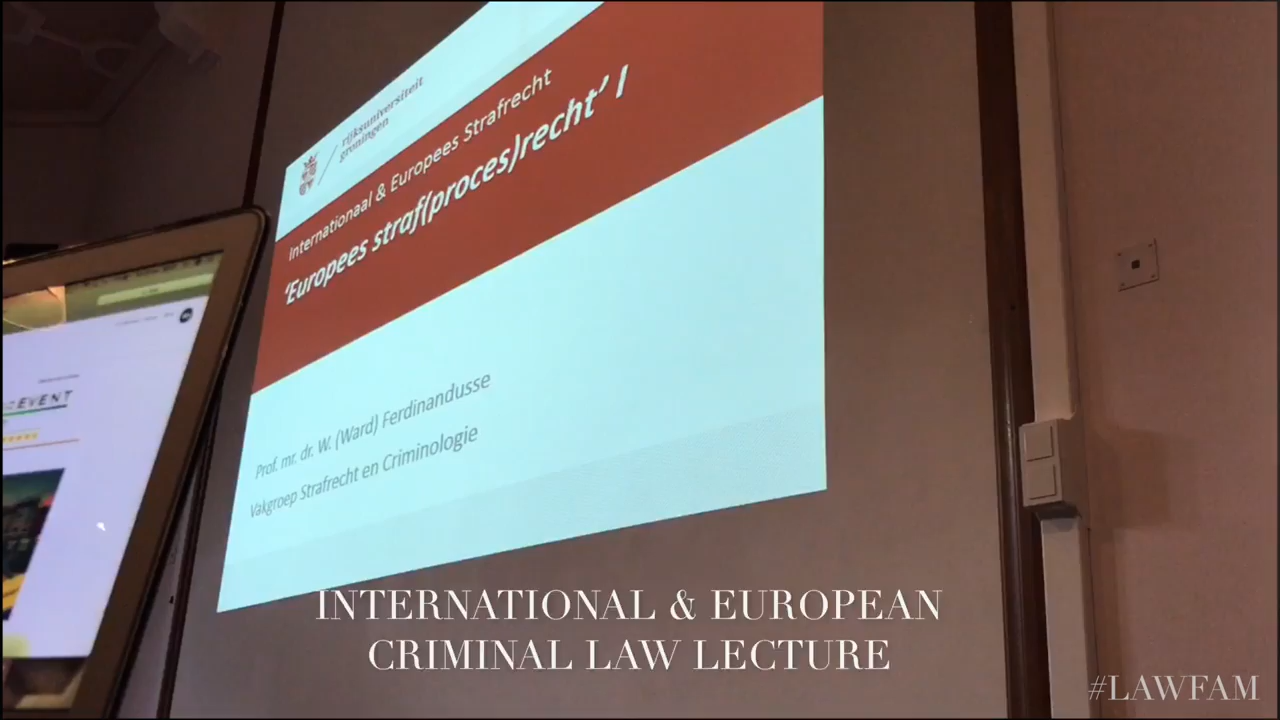 rijksuniversiteit
groningen
Internationaal & Europees Strafrecht
‘Europees straf(proces)recht’ I
Prof. mr. dr. W. (Ward) Ferdinandusse
Vakgroep Strafrecht en Criminologie
EVENT
INTERNATIONAL & EUROPEAN
CRIMINAL LAW LECTURE
#LAWFAM